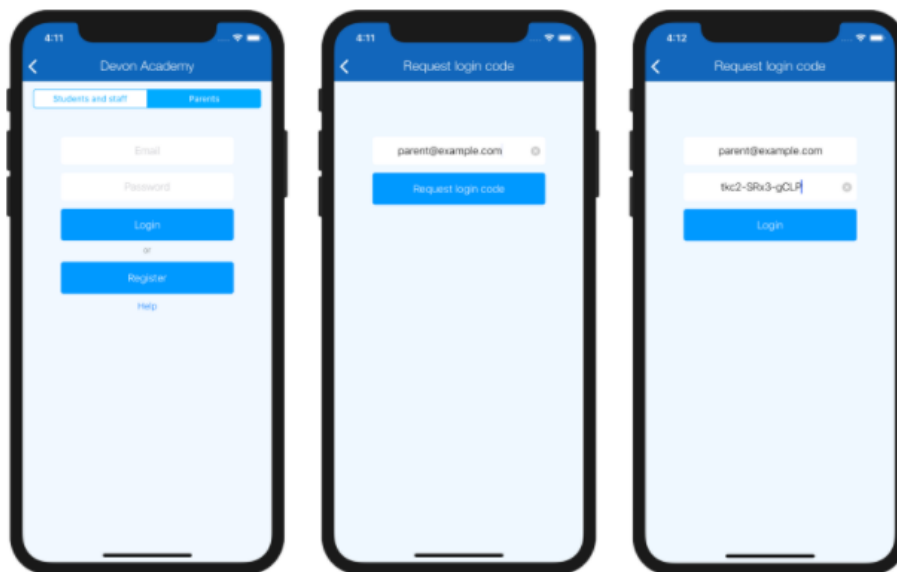 4:11
Devon Academy
Students and staff Parents
Email
Password
Login
or
Register
Help
4:11
Request login code
parent@example.com
Request login code
4:12
Request login code
parent@example.com
tkc2-SRx3-gCLP
Login